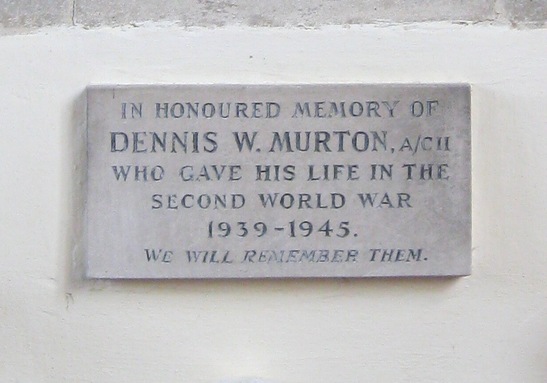 IN HONOURED MEMORY OF
DENNIS W. MURTON, A/C II
WHO GAVE HIS LIFE IN THE
SECOND WORLD WAR
1939-1945.
WE WILL REMEMBER THEM.